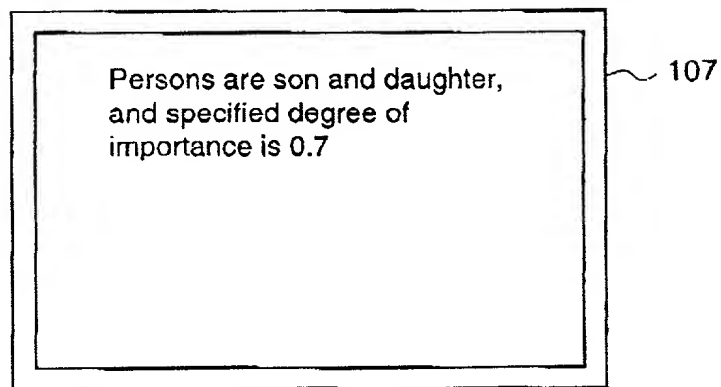 Persons are son and daughter,
and specified degree of
importance is 0.7
107